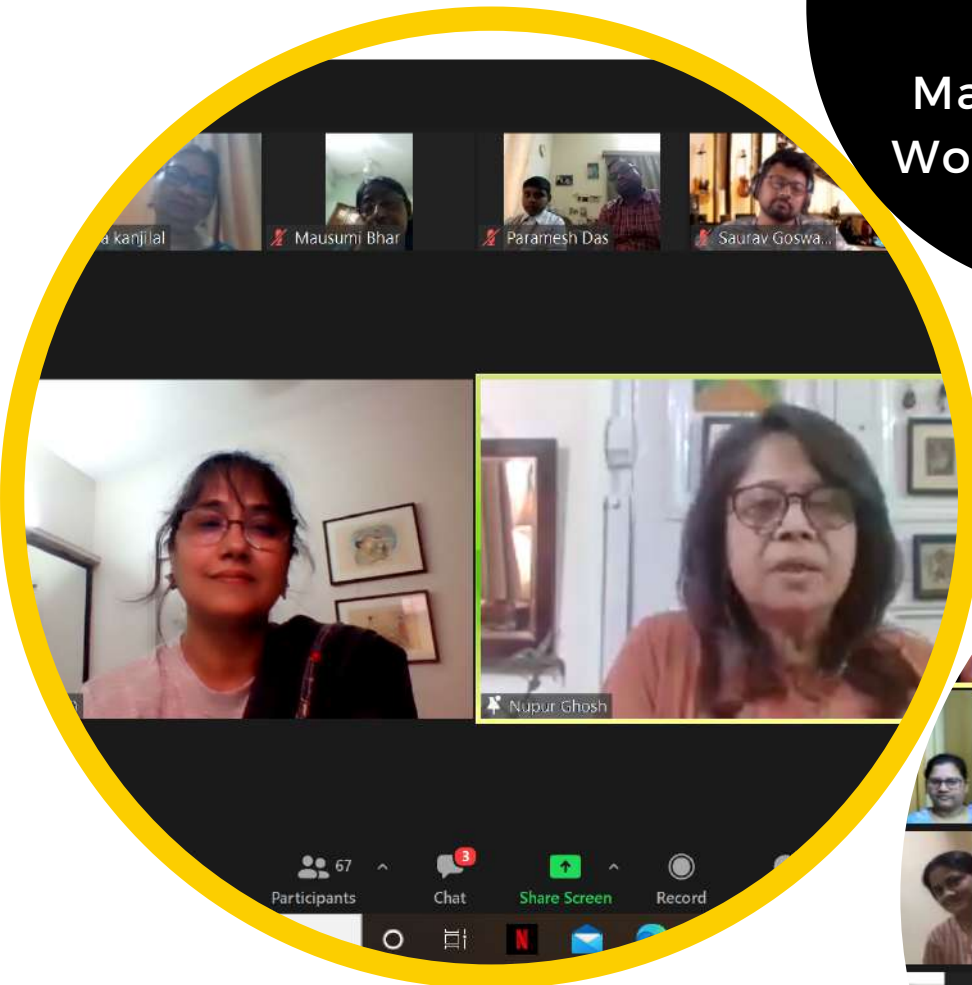 Ma
Wo
a kanjilal
Mausumi Bhar
Paramesh Das
Saurav Goswa...
Nupur Ghosh
67
3
Participants
Chat
Share Screen
Record
N